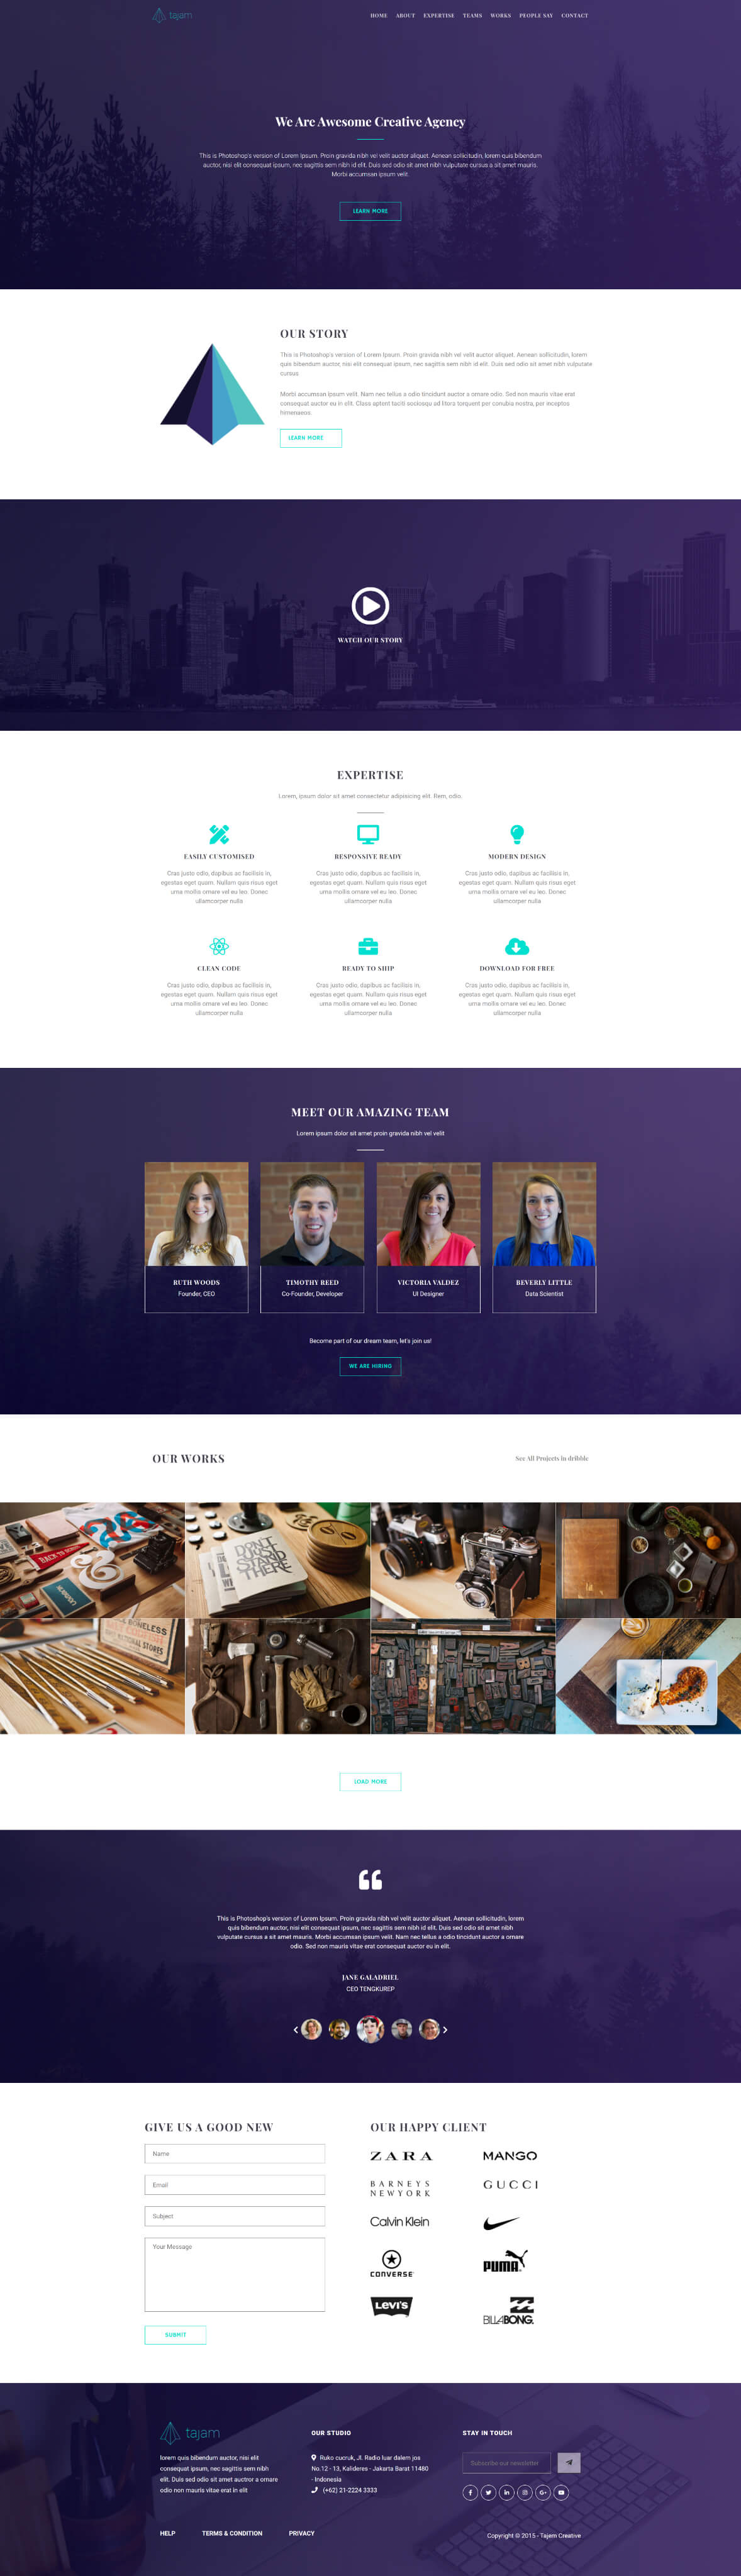 tajam
HOME ABOUT EXPERTISE TEAMS WORKS PEOPLE SAY CONTACT
We Are Awesome Creative Agency
This is Photoshop's version of Lorem Ipsum. Proin gravida nibh vel velit auctor aliquet. Aenean sollicitudin, lorem quis bibendum
auctor, nisi elit consequat ipsum, nec sagittis sem nibh id elit. Duis sed odio sit amet nibh vulputate cursus a sit amet mauris.
Morbi accumsan ipsum velit.
LEARN MORE
OUR STORY
This is Photoshop's version of Lorem Ipsum. Proin gravida nibh vel velit auctor aliquet. Aenean sollicitudin, lorem
quis bibendum auctor, nisi elit consequat ipsum, nec sagittis sem nibh id elit. Duis sed odio sit amet nibh vulputate
cursus
Morbi accumsan ipsum velit. Nam nec tellus a odio tincidunt auctor a ornare odio. Sed non mauris vitae erat
consequat auctor eu in elit. Class aptent taciti sociosqu ad litora torquent per conubia nostra, per inceptos
himenaeos.
LEARN MORE
WATCH OUR STORY
EXPERTISE
Lorem, ipsum dolor sit amet consectetur adipisicing elit. Rem, odio.
EASILY CUSTOMISED
Cras justo odio, dapibus ac facilisis in,
egestas eget quam. Nullam quis risus eget
urna mollis ornare vel eu leo. Donec
ullamcorper nulla
RESPONSIVE READY
Cras justo odio, dapibus ac facilisis in,
egestas eget quam. Nullam quis risus eget
urna mollis ornare vel eu leo. Donec
ullamcorper nulla
MODERN DESIGN
Cras justo odio, dapibus ac facilisis in,
egestas eget quam. Nullam quis risus eget
urna mollis ornare vel eu leo. Donec
ullamcorper nulla
CLEAN CODE
Cras justo odio, dapibus ac facilisis in,
egestas eget quam. Nullam quis risus eget
urna mollis ornare vel eu leo. Donec
ullamcorper nulla
READY TO SHIP
Cras justo odio, dapibus ac facilisis in,
egestas eget quam. Nullam quis risus eget
urna mollis ornare vel eu leo. Donec
ullamcorper nulla
DOWNLOAD FOR FREE
Cras justo odio, dapibus ac facilisis in,
egestas eget quam. Nullam quis risus eget
urna mollis ornare vel eu leo. Donec
ullamcorper nulla
MEET OUR AMAZING TEAM
Lorem ipsum dolor sit amet proin gravida nibh vel velit
RUTH WOODS
Founder, CEO
TIMOTHY REED
Co-Founder, Developer
VICTORIA VALDEZ
UI Designer
BEVERLY LITTLE
Data Scientist
Become part of our dream team, let's join us!
WE ARE HIRING
OUR WORKS
See All Projects In dribble
DON'T
STAND
THERE
BONELESS
STORES
LOAD MORE
This is Photoshop's version of Lorem Ipsum. Proin gravida nibh vel velit auctor aliquet. Aenean sollicitudin, lorem
quis bibendum auctor, nisi elit consequat ipsum, nec sagittis sem nibh id elit. Duis sed odio sit amet nibh
vulputate cursus a sit amet mauris. Morbi accumsan ipsum velit. Nam nec tellus a odio tincidunt auctor a ornare
odio. Sed non mauris vitae erat consequat auctor eu in elit.
JANE GALADRIEL
CEO TENGKUREP
GIVE US A GOOD NEW
Name
Email
Subject
Your Message
SUBMIT
OUR HAPPY CLIENT
ZARA
MANGO
BARNEYS
NEWYORK
GUCCI
Calvin Klein
CONVERSE
PUMA
LEVI'S
BILLABONG
tajam
lorem quis bibendum auctor, nisi elit
consequat ipsum, nec sagittis sem nibh
elit. Duis sed odio sit amet auctror a ornare
odio non mauris vitae erat in elit
OUR STUDIO
Ruko cucruk, Jl. Radio luar dalem jos
No.12 - 13, Kalideres - Jakarta Barat 11480
- Indonesia
(+62) 21-2224 3333
STAY IN TOUCH
Subscribe our newsletter
HELP TERMS & CONDITION PRIVACY
Copyright © 2015 - Tajem Creative